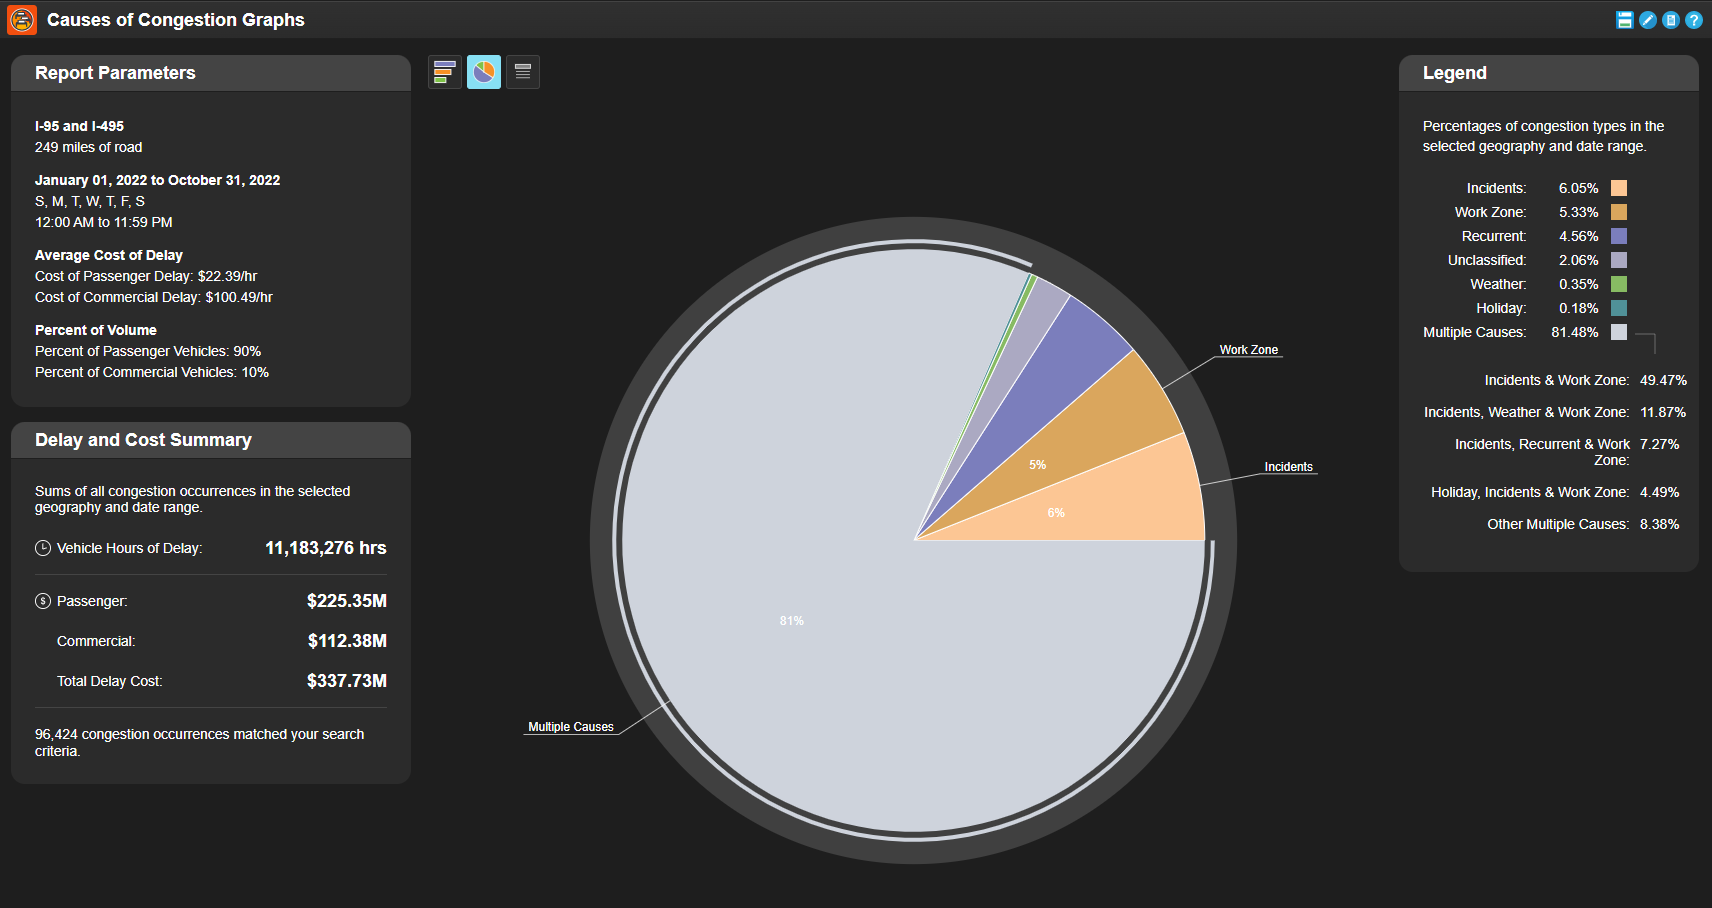 Causes of Congestion Graphs
?
Report Parameters
I-95 and I-495
249 miles of road
January 01, 2022 to October 31, 2022
S, M, T, W, T, F, S
12:00 AM to 11:59 PM
Average Cost of Delay
Cost of Passenger Delay: $22.39/hr
Cost of Commercial Delay: $100.49/hr
Percent of Volume
Percent of Passenger Vehicles: 90%
Percent of Commercial Vehicles: 10%
Delay and Cost Summary
Sums of all congestion occurrences in the selected
geography and date range.
Vehicle Hours of Delay: 11,183,276 hrs
$ Passenger: $225.35M
Commercial: $112.38M
Total Delay Cost: $337.73M
96,424 congestion occurrences matched your search
criteria.
Work Zone
Incidents
5%
6%
81%
Multiple Causes
Legend
Percentages of congestion types in the
selected geography and date range.
Incidents: 6.05%
Work Zone: 5.33%
Recurrent: 4.56%
Unclassified: 2.06%
Weather: 0.35%
Holiday: 0.18%
Multiple Causes: 81.48%
Incidents & Work Zone: 49.47%
Incidents, Weather & Work Zone: 11.87%
Incidents, Recurrent & Work 7.27%
Zone:
Holiday, Incidents & Work Zone: 4.49%
Other Multiple Causes: 8.38%